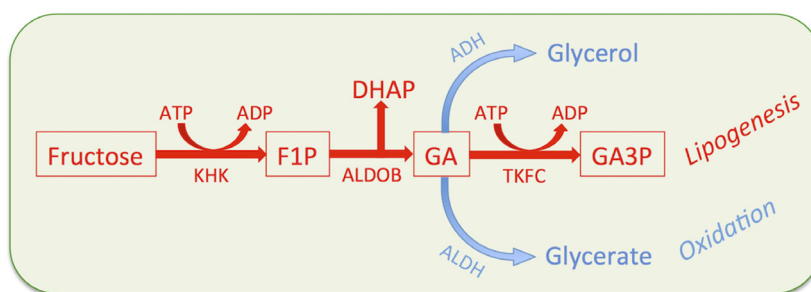 ADH
Glycerol
DHAP
ATP ADP
ATP ADP
Fructose
F1P
GA
GA3P
Lipogenesis
KHK
ALDOB
TKFC
ALDH
Glycerate
Oxidation